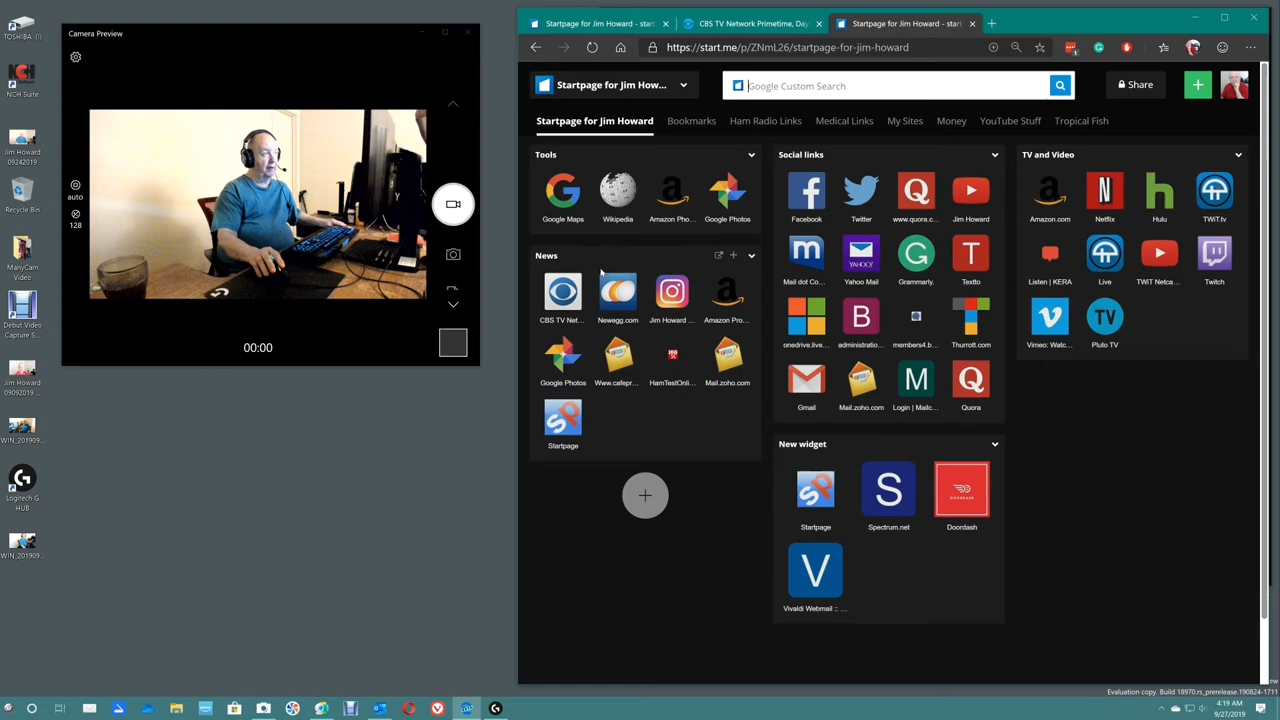 TOSHIBA (I)
NCH Suite
Jim Howard
09242019
Recycle Bin
ManyCam
Video
Debut Video
Capture S...
Jim Howard
09092019
WIN_201909...
Logitech G
HUB
WIN_201909...
Camera Preview
auto
128
00:00
Startpage for Jim Howard - start...
CBS TV Network Primetime, Day
Startpage for Jim Howard - start...
https://start.me/p/ZNmL26/startpage-for-jim-howard
Startpage for Jim How...
Google Custom Search
Share
Startpage for Jim Howard
Bookmarks
Ham Radio Links
Medical Links
My Sites
Money
YouTube Stuff
Tropical Fish
Tools
Google Maps
Wikipedia
Amazon Pho...
Google Photos
News
CBS TV Net...
Newegg.com
Jim Howard ...
Amazon Pro...
Google Photos
Www.cafepr...
HamTestOnli...
Mail.zoho.com
Startpage
Social links
Facebook
Twitter
www.quora.c...
Jim Howard
Mail dot Co...
Yahoo Mail
Grammarly.
Textto
onedrive.live...
administratio...
members4.b...
Thurrott.com
Gmail
Mail.zoho.com
Login | Mailc...
Quora
New widget
Startpage
Spectrum.net
Doordash
Vivaldi Webmail :: ...
TV and Video
Amazon.com
Netflix
Hulu
TWiT.tv
Listen | KERA
Live
TWiT Netca...
Twitch
Vimeo: Watc...
Pluto TV
Evaluation copy. Build 18970.rs_prerelease.190824-1711
4:19 AM
9/27/2019